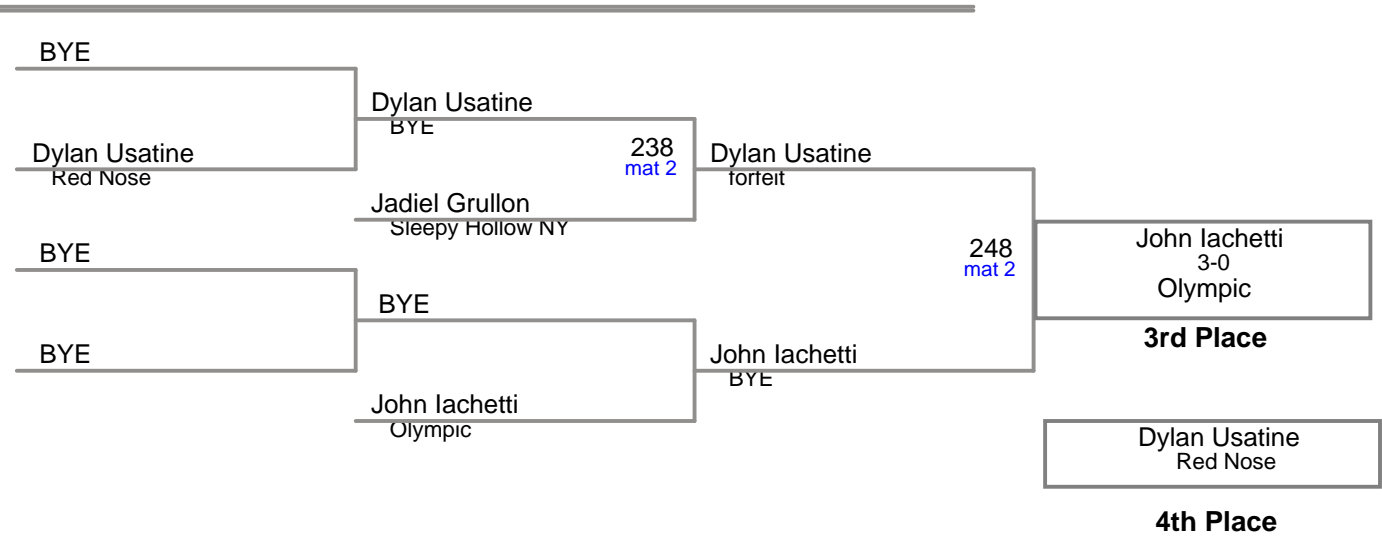 BYE
Dylan Usatine
BYE
Dylan Usatine
Red Nose
238
mat 2
Dylan Usatine
forfeit
Jadiel Grullon
Sleepy Hollow NY
BYE
248
mat 2
John Iachetti
3-0
Olympic
3rd Place
BYE
BYE
John Iachetti
BYE
John Iachetti
Olympic
Dylan Usatine
Red Nose
4th Place